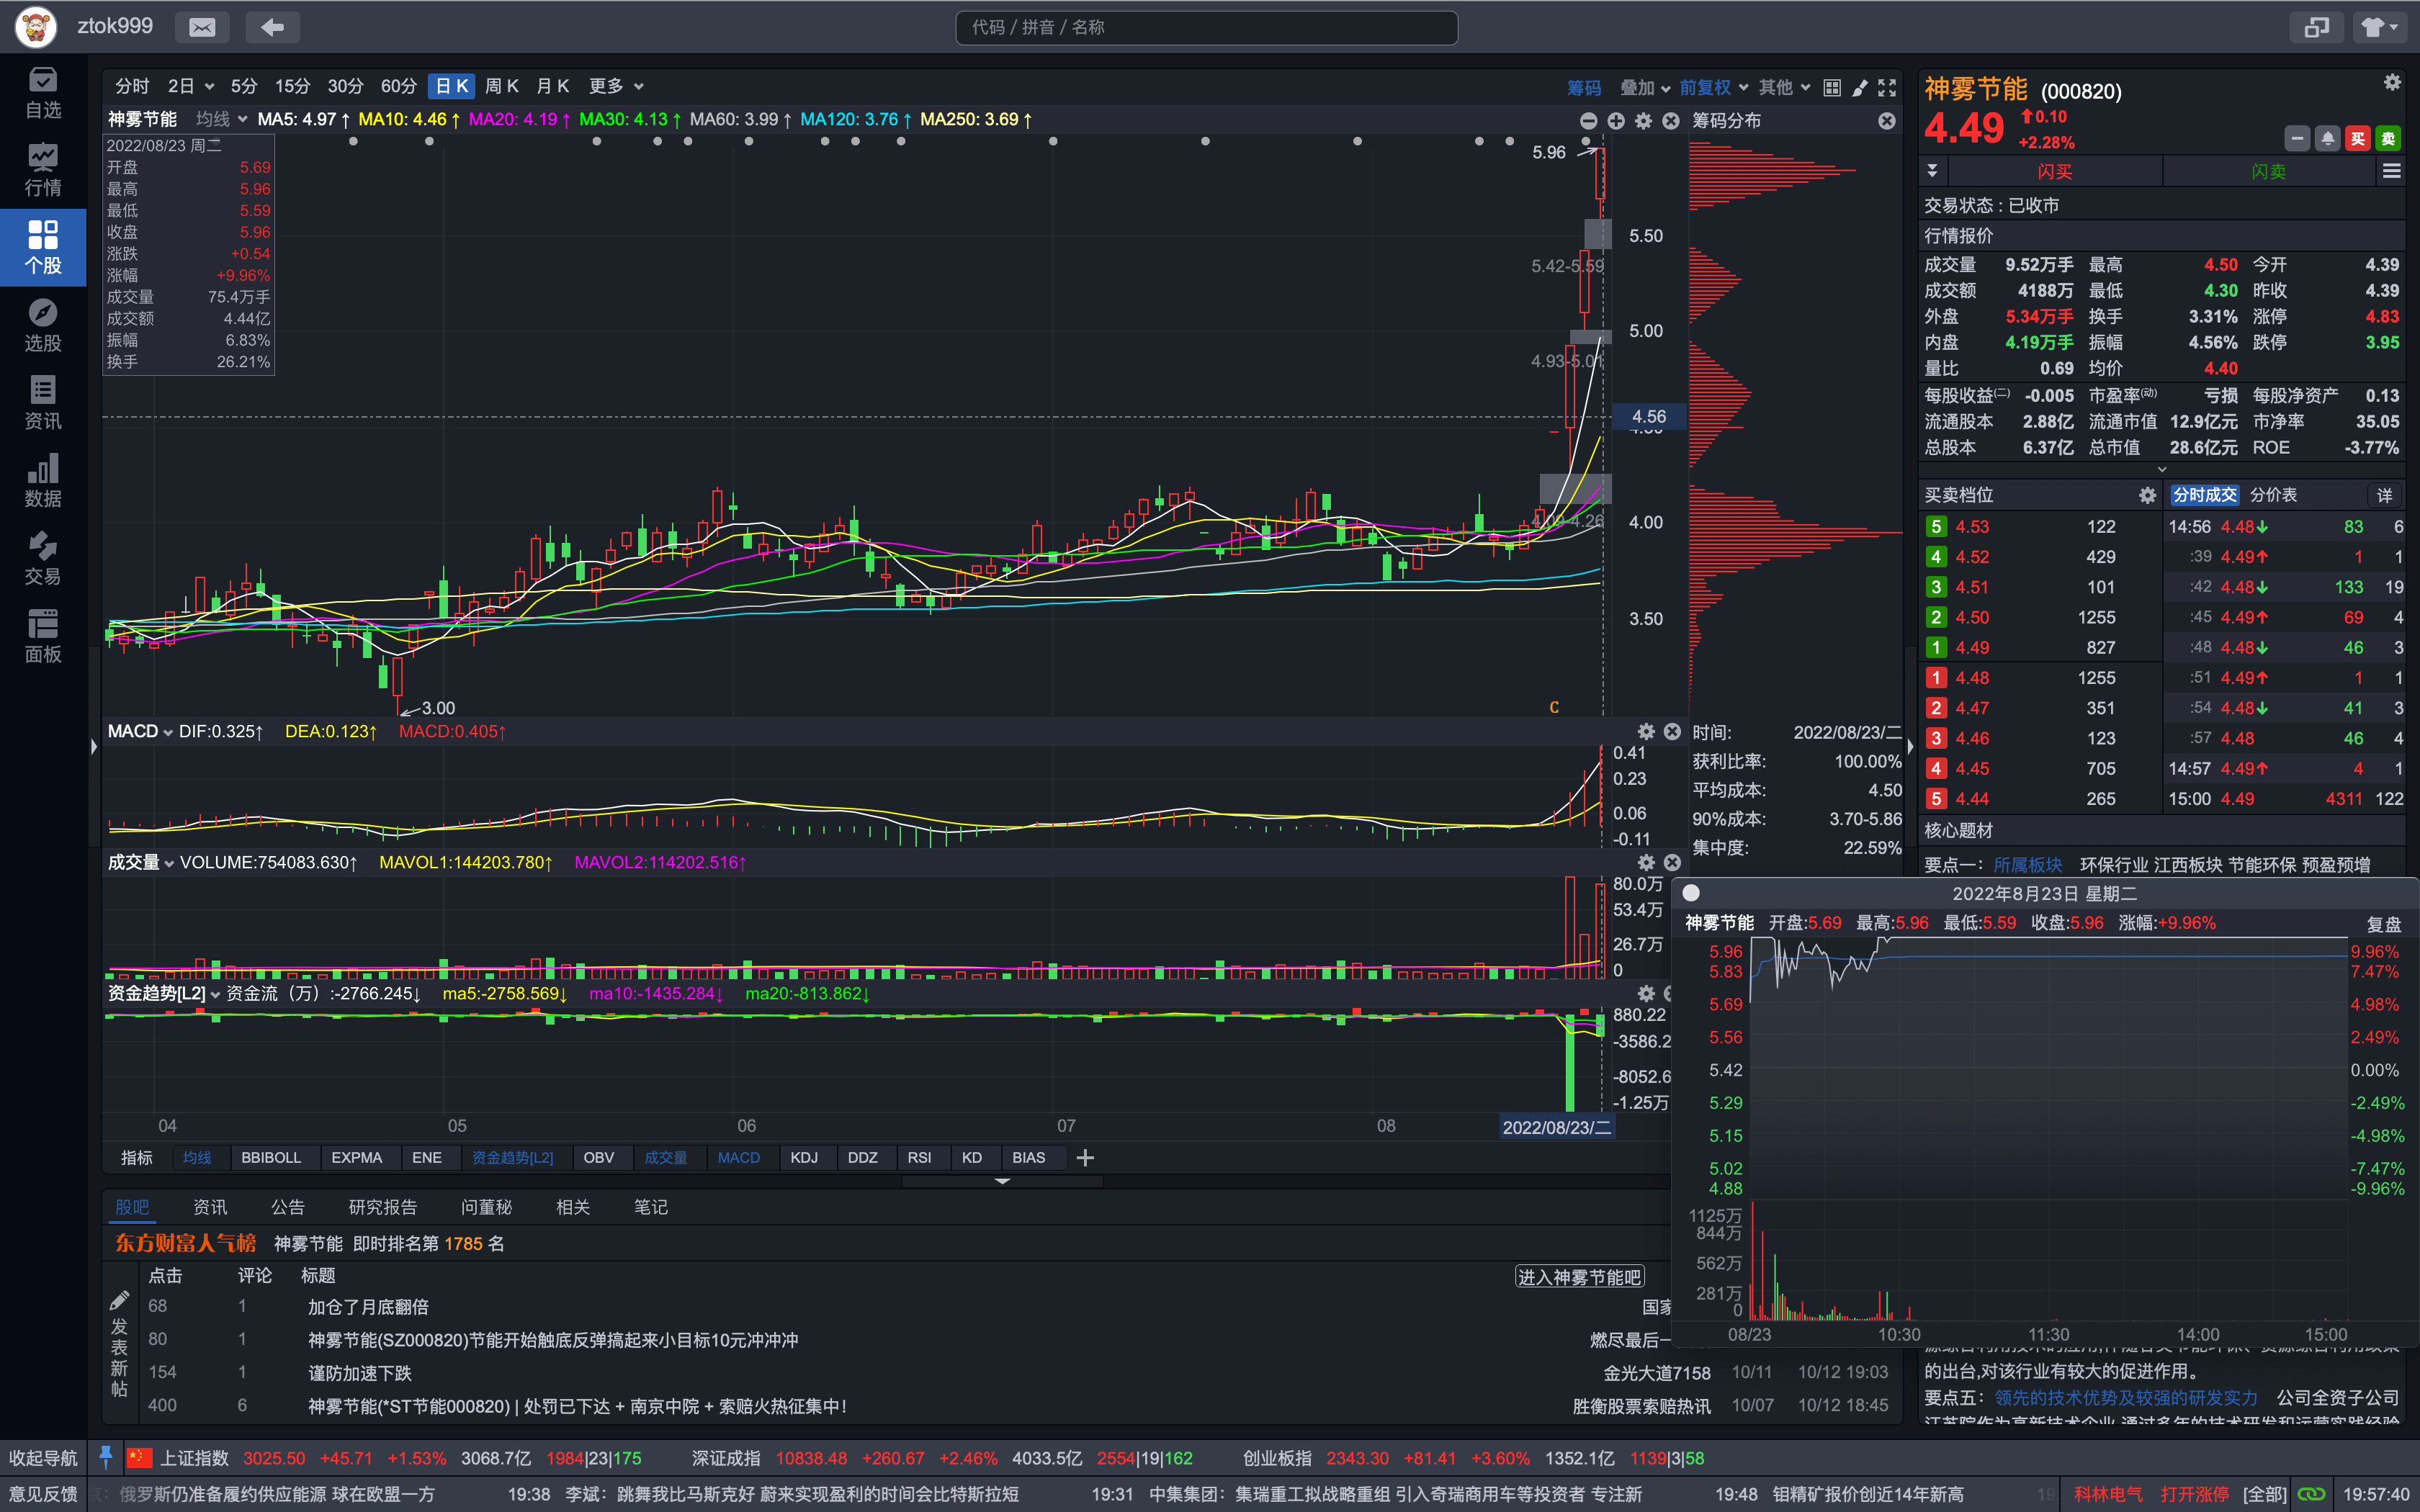 ztok999
代码 / 拼音 / 名称
自选
行情
个股
选股
资讯
数据
交易
面板
分时 2日 5分 15分 30分 60分 日K 周K 月K 更多
筹码 叠加 前复权 其他
神雾节能 均线 MA5: 4.97↑ MA10: 4.46↑ MA20: 4.19↑ MA30: 4.13↑ MA60: 3.99↑ MA120: 3.76↑ MA250: 3.69↑
筹码分布
2022/08/23 周二
开盘 5.69
最高 5.96
最低 5.59
收盘 5.96
涨跌 +0.54
涨幅 +9.96%
成交量 75.4万手
成交额 4.44亿
振幅 6.83%
换手 26.21%
5.96
5.50
5.42-5.59
5.00
4.93-5.01
4.56
4.00
4.09-4.26
3.50
3.00
C
MACD DIF:0.325↑ DEA:0.123↑ MACD:0.405↑
0.41
0.23
0.06
-0.11
成交量 VOLUME:754083.630↑ MAVOL1:144203.780↑ MAVOL2:114202.516↑
80.0万
53.4万
26.7万
0
资金趋势[L2] 资金流（万）:-2766.245↓ ma5:-2758.569↓ ma10:-1435.284↓ ma20:-813.862↓
880.22
-3586.2
-8052.6
-1.25万
04 05 06 07 08 2022/08/23/二
时间: 2022/08/23/二
获利比率: 100.00%
平均成本: 4.50
90%成本: 3.70-5.86
集中度: 22.59%
指标 均线 BBIBOLL EXPMA ENE 资金趋势[L2] OBV 成交量 MACD KDJ DDZ RSI KD BIAS
股吧 资讯 公告 研究报告 问董秘 相关 笔记
东方财富人气榜 神雾节能 即时排名第 1785 名
点击 评论 标题 进入神雾节能吧
发表新帖
68 1 加仓了月底翻倍 国家
80 1 神雾节能(SZ000820)节能开始触底反弹搞起来小目标10元冲冲冲 燃尽最后一
154 1 谨防加速下跌 金光大道7158 10/11 10/12 19:03
400 6 神雾节能(*ST节能000820) | 处罚已下达 + 南京中院 + 索赔火热征集中! 胜衡股票索赔热讯 10/07 10/12 18:45
神雾节能 (000820)
4.49 0.10
+2.28%
买 卖
闪买 闪卖
交易状态 : 已收市
行情报价
成交量 9.52万手 最高 4.50 今开 4.39
成交额 4188万 最低 4.30 昨收 4.39
外盘 5.34万手 换手 3.31% 涨停 4.83
内盘 4.19万手 振幅 4.56% 跌停 3.95
量比 0.69 均价 4.40
每股收益(二) -0.005 市盈率(动) 亏损 每股净资产 0.13
流通股本 2.88亿 流通市值 12.9亿元 市净率 35.05
总股本 6.37亿 总市值 28.6亿元 ROE -3.77%
买卖档位 分时成交 分价表 详
5 4.53 122 14:56 4.48↓ 83 6
4 4.52 429 :39 4.49↑ 1 1
3 4.51 101 :42 4.48↓ 133 19
2 4.50 1255 :45 4.49↑ 69 4
1 4.49 827 :48 4.48↓ 46 3
1 4.48 1255 :51 4.49↑ 1 1
2 4.47 351 :54 4.48↓ 41 3
3 4.46 123 :57 4.48 46 4
4 4.45 705 14:57 4.49↑ 4 1
5 4.44 265 15:00 4.49 4311 122
核心题材
要点一: 所属板块 环保行业 江西板块 节能环保 预盈预增
2022年8月23日 星期二
神雾节能 开盘:5.69 最高:5.96 最低:5.59 收盘:5.96 涨幅:+9.96% 复盘
5.96 9.96%
5.83 7.47%
5.69 4.98%
5.56 2.49%
5.42 0.00%
5.29 -2.49%
5.15 -4.98%
5.02 -7.47%
4.88 -9.96%
1125万
844万
562万
281万
0
08/23 10:30 11:30 14:00 15:00
的出台,对该行业有较大的促进作用。
要点五: 领先的技术优势及较强的研发实力 公司全资子公司
收起导航 上证指数 3025.50 +45.71 +1.53% 3068.7亿 1984|23|175 深证成指 10838.48 +260.67 +2.46% 4033.5亿 2554|19|162 创业板指 2343.30 +81.41 +3.60% 1352.1亿 1139|3|58
意见反馈 俄罗斯仍准备履约供应能源 球在欧盟一方 19:38 李斌：跳舞我比马斯克好 蔚来实现盈利的时间会比特斯拉短 19:31 中集集团：集瑞重工拟战略重组 引入奇瑞商用车等投资者 专注新 19:48 钼精矿报价创近14年新高 19 科林电气 打开涨停 [全部] 19:57:40